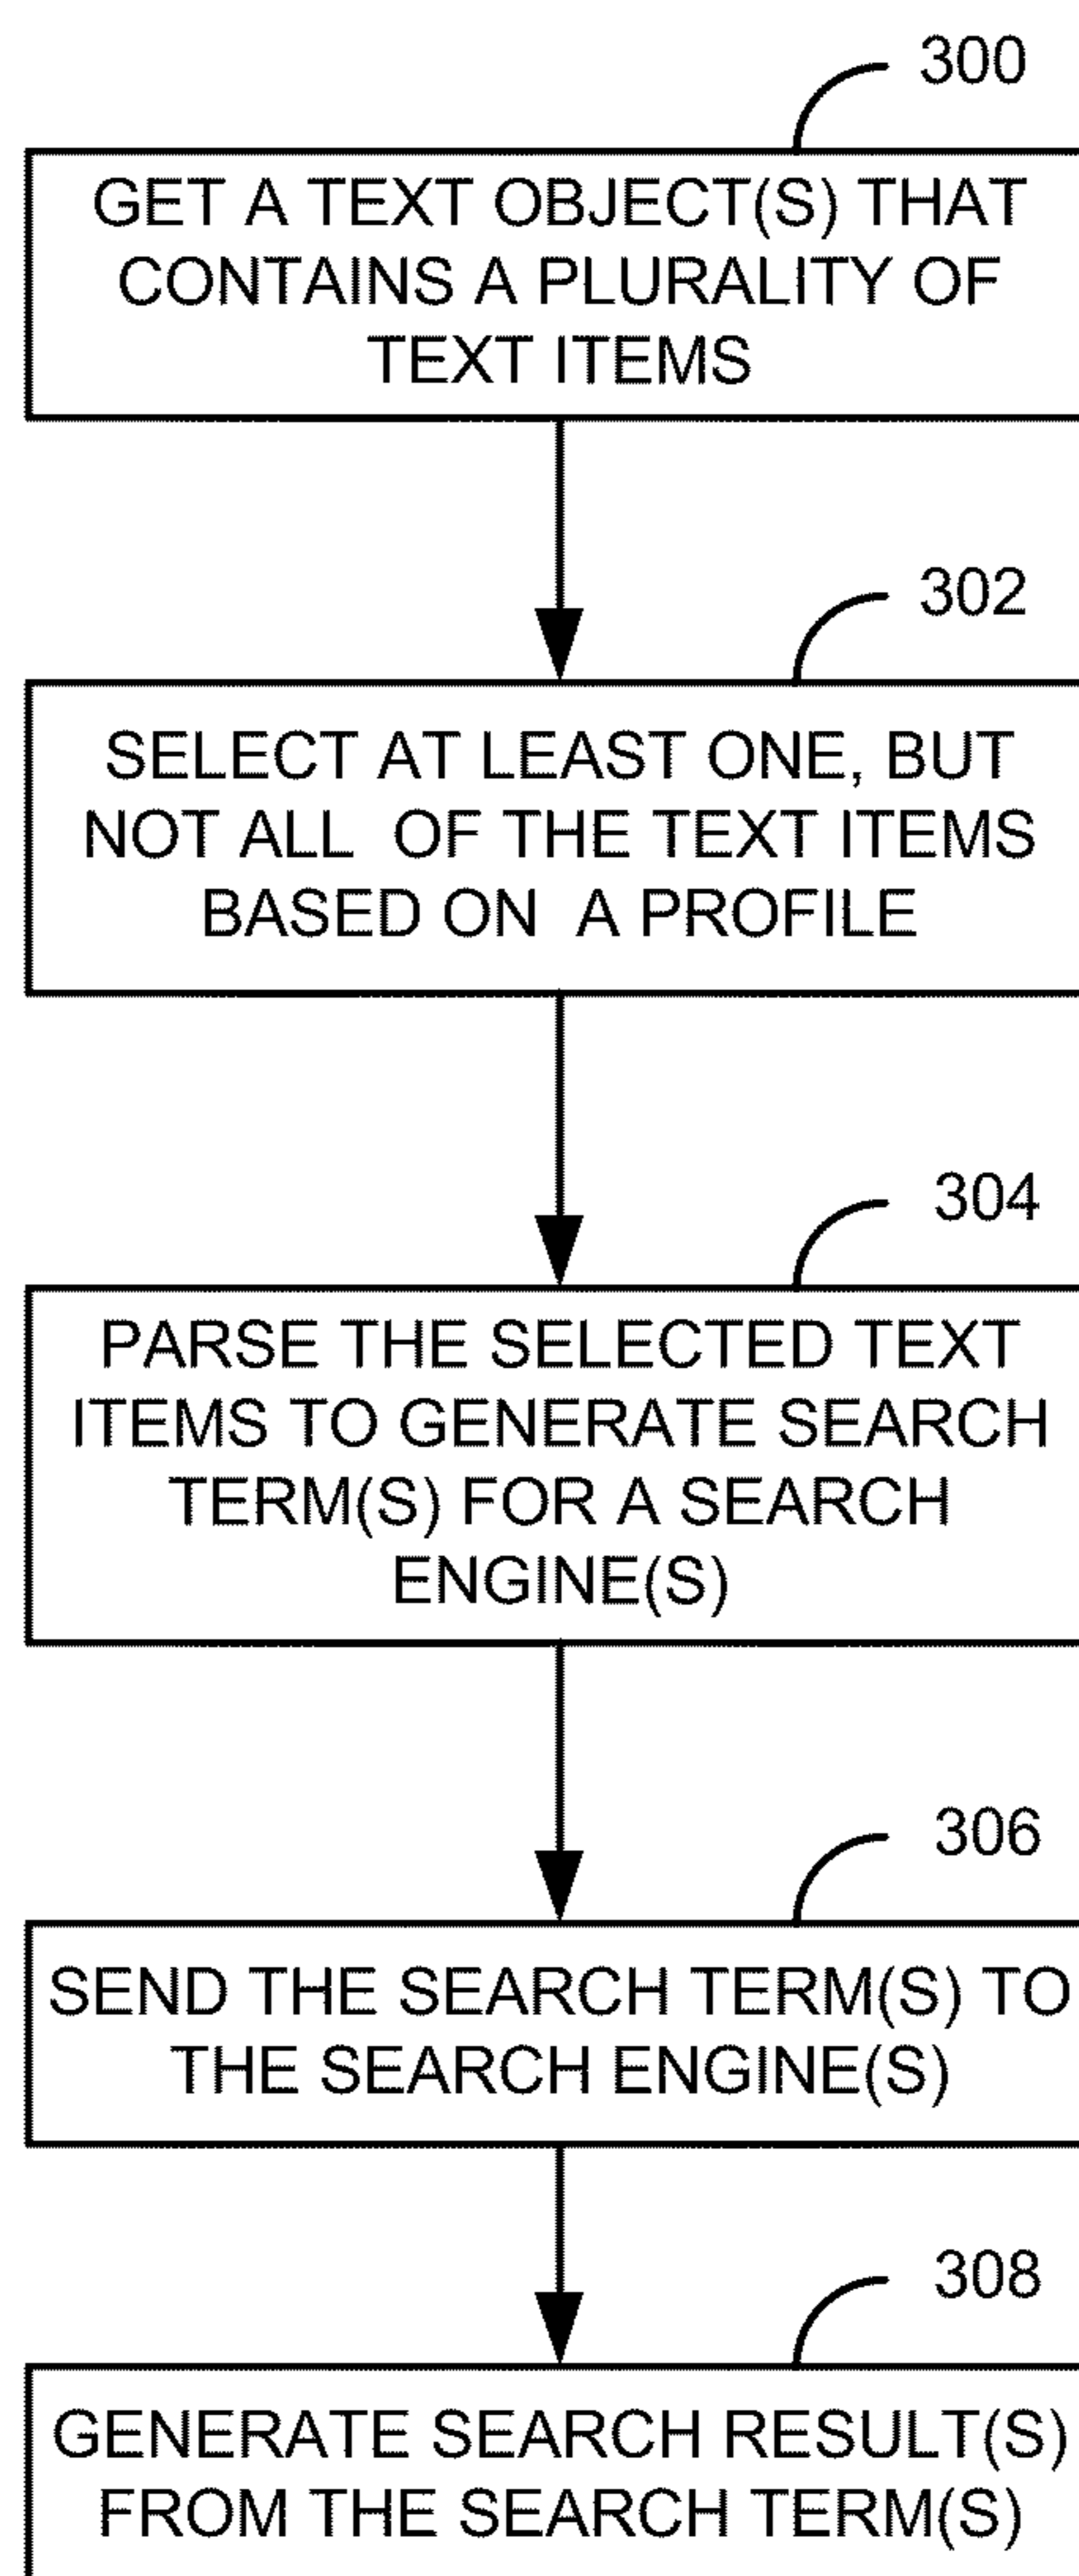 300
GET A TEXT OBJECT(S) THAT
CONTAINS A PLURALITY OF
TEXT ITEMS
302
SELECT AT LEAST ONE, BUT
NOT ALL OF THE TEXT ITEMS
BASED ON A PROFILE
304
PARSE THE SELECTED TEXT
ITEMS TO GENERATE SEARCH
TERM(S) FOR A SEARCH
ENGINE(S)
306
SEND THE SEARCH TERM(S) TO
THE SEARCH ENGINE(S)
308
GENERATE SEARCH RESULT(S)
FROM THE SEARCH TERM(S)